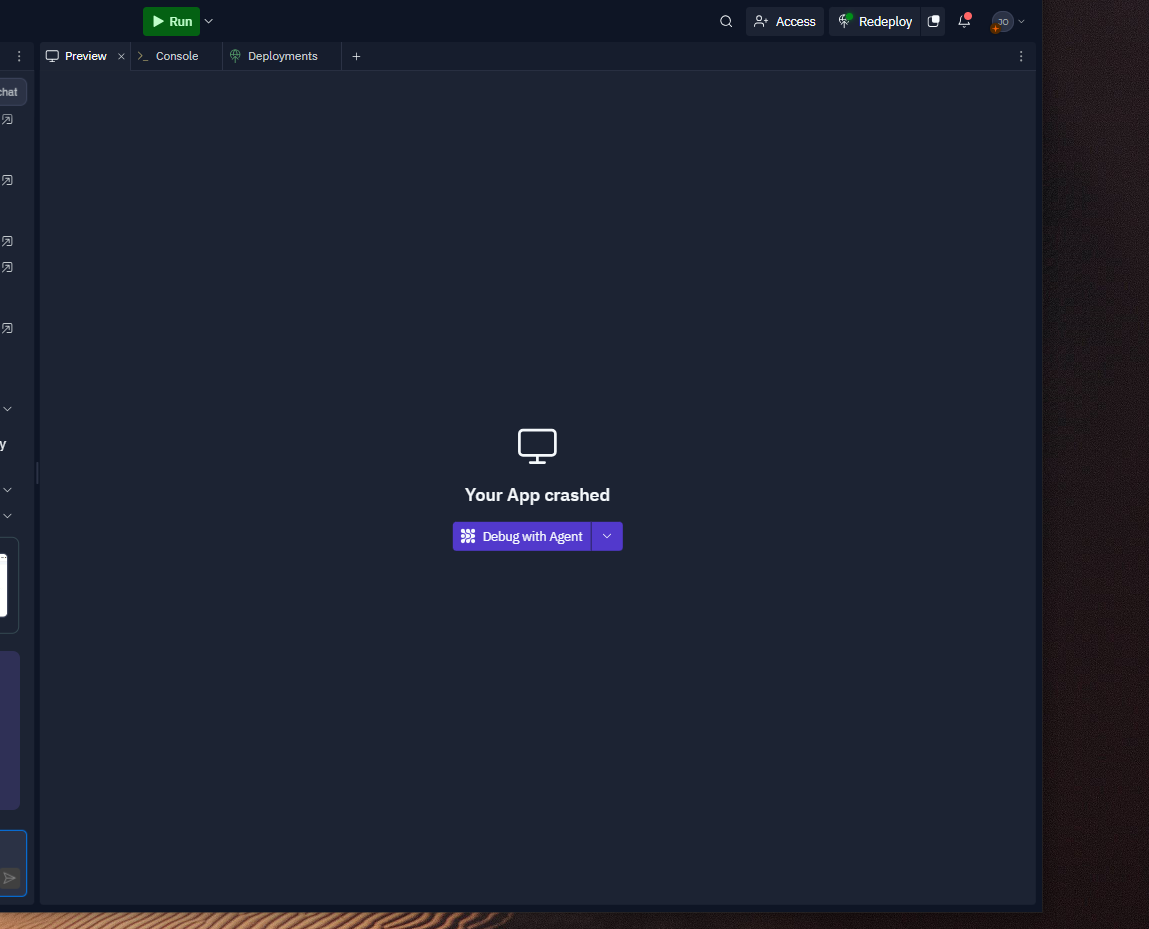 Run
Access
Redeploy
JO
Preview
Console
Deployments
chat
y
Your App crashed
Debug with Agent